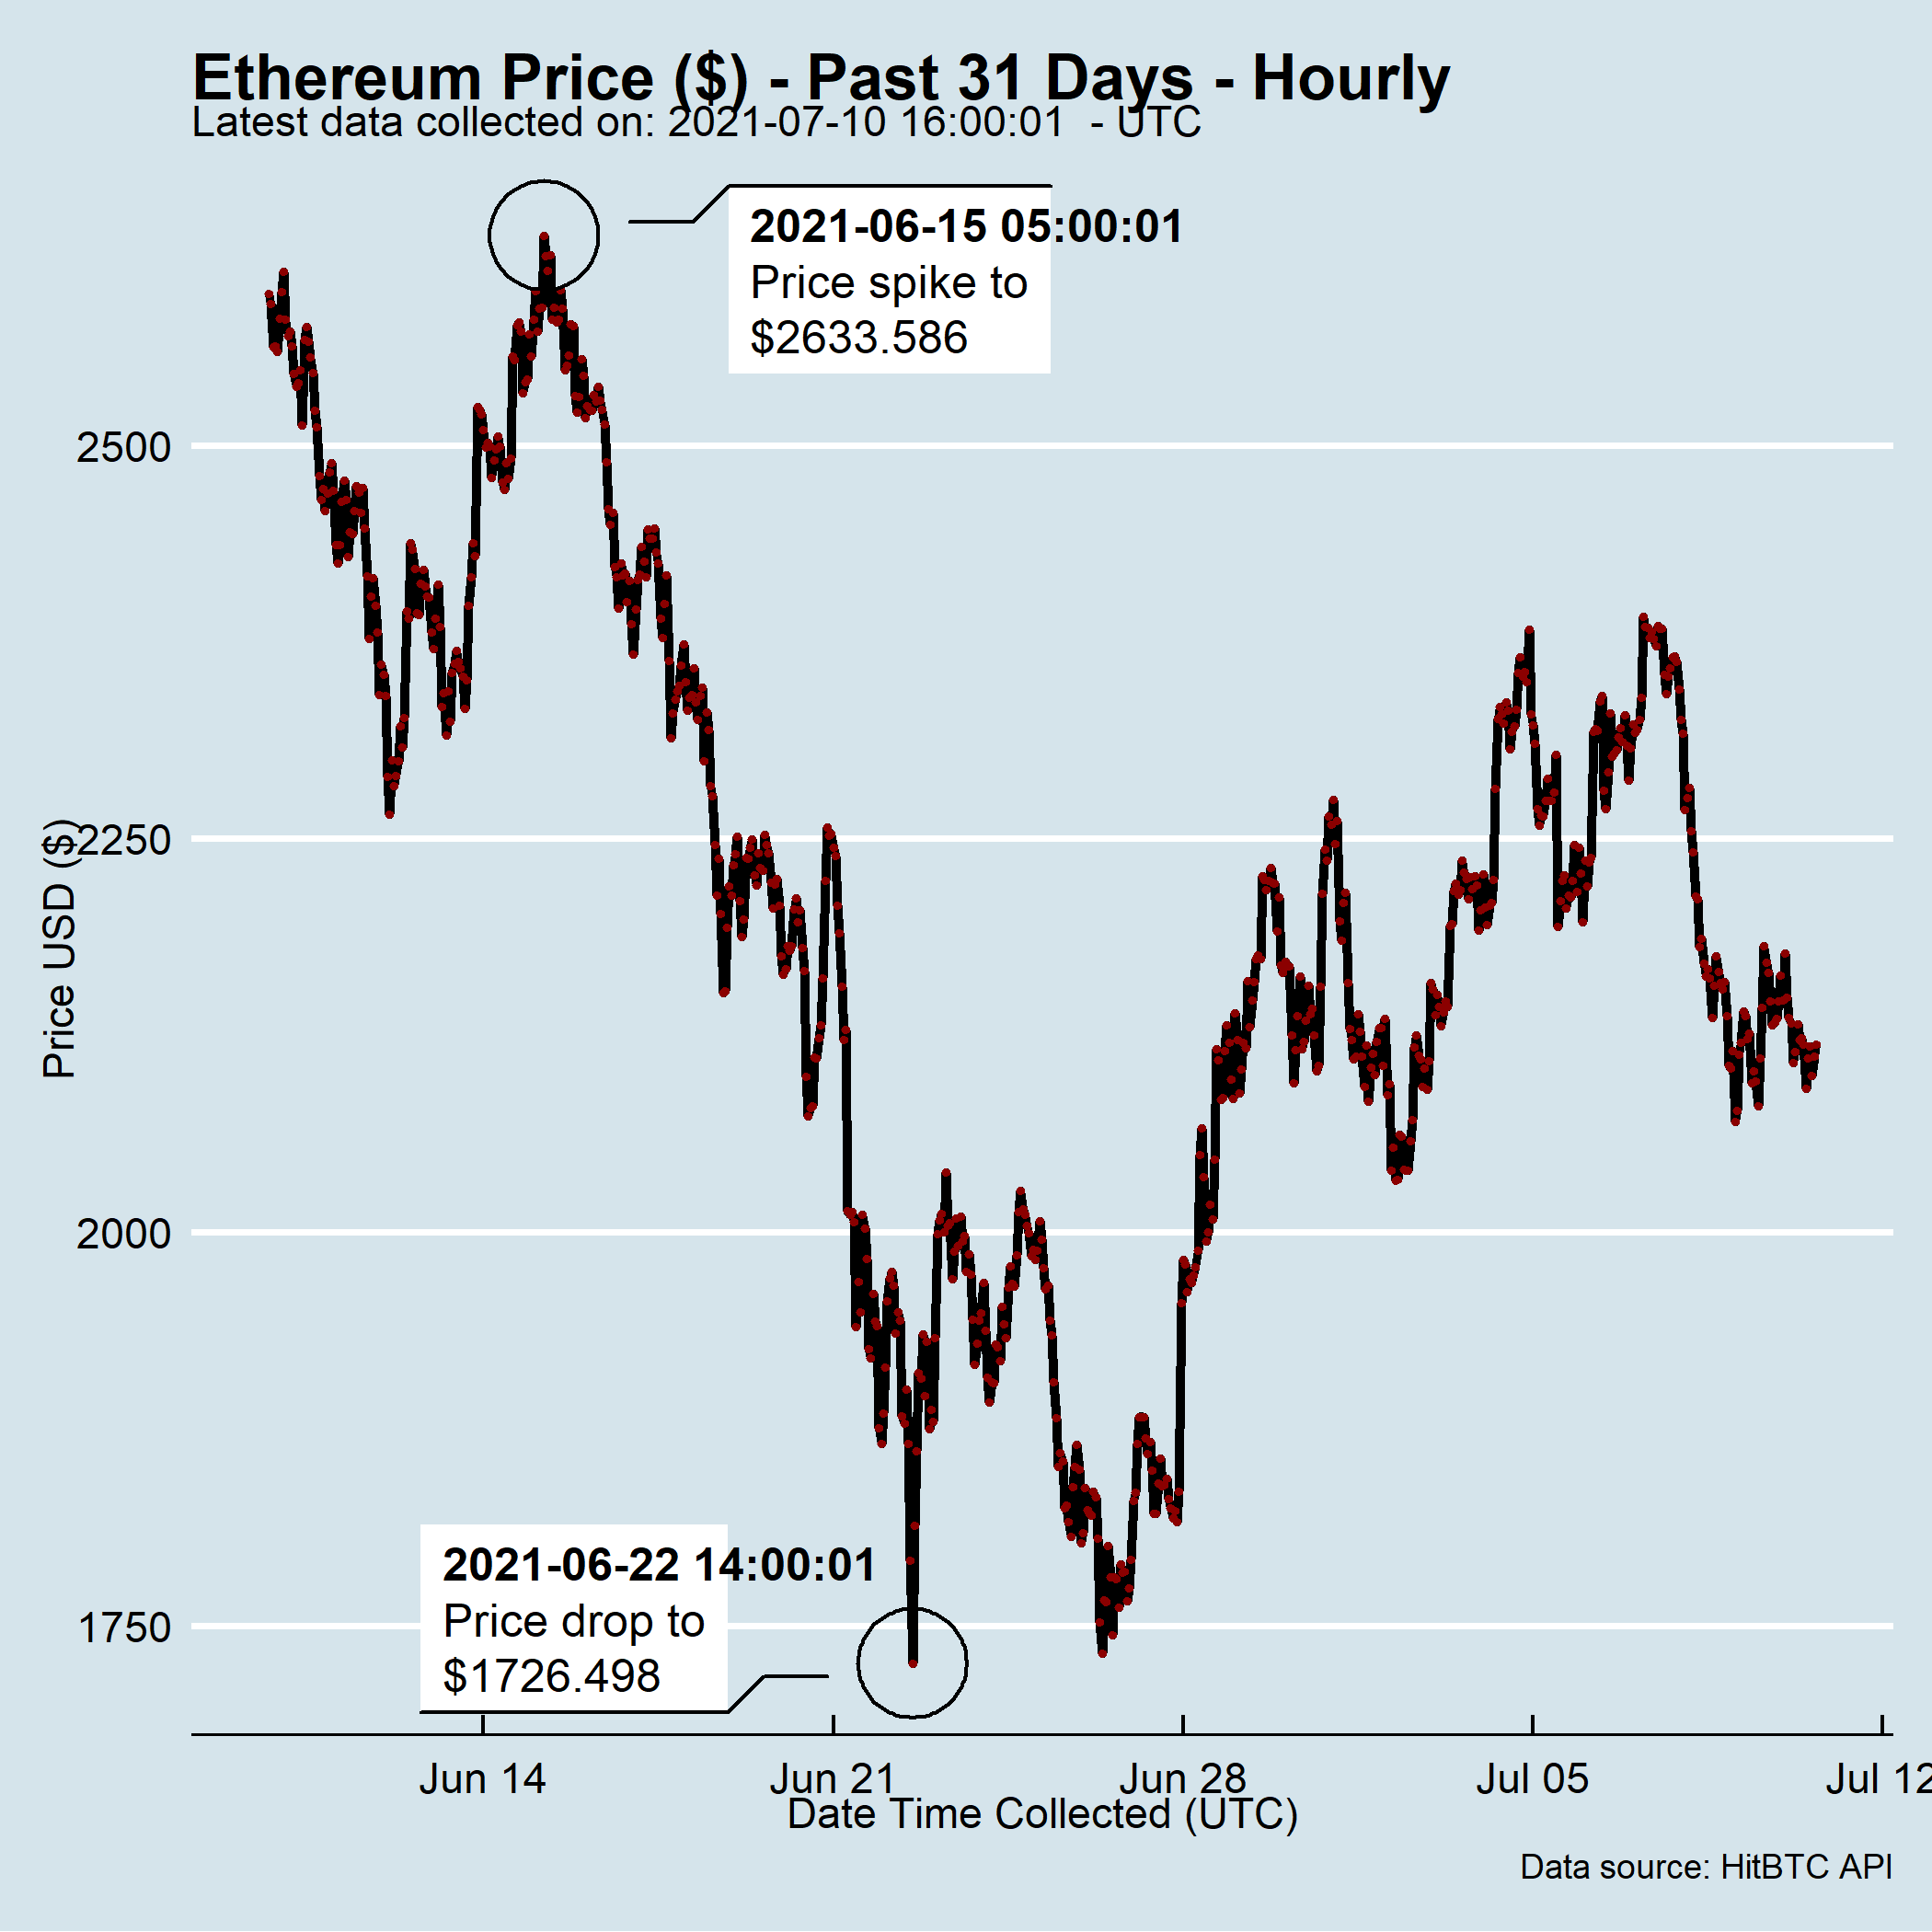 Ethereum Price ($) - Past 31 Days - Hourly
Latest data collected on: 2021-07-10 16:00:01  - UTC
2021-06-15 05:00:01
Price spike to
$2633.586
2500
2250
2000
1750
Price USD ($)
2021-06-22 14:00:01
Price drop to
$1726.498
Jun 14
Jun 21
Jun 28
Jul 05
Jul 12
Date Time Collected (UTC)
Data source: HitBTC API